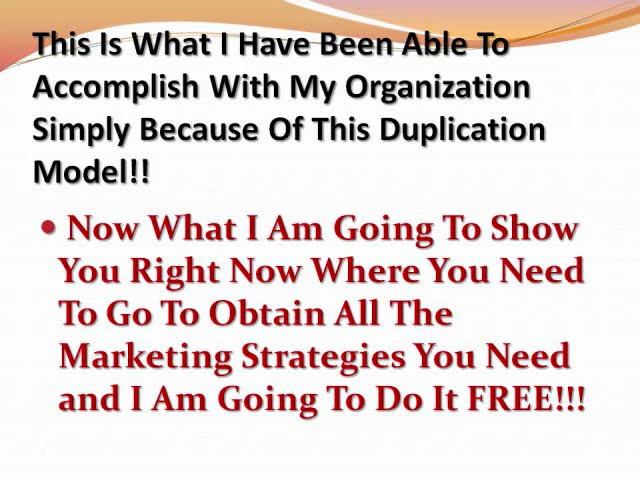 This Is What I Have Been Able To
Accomplish With My Organization
Simply Because Of This Duplication
Model!!
• Now What I Am Going To Show
You Right Now Where You Need
To Go To Obtain All The
Marketing Strategies You Need
and I Am Going To Do It FREE!!!